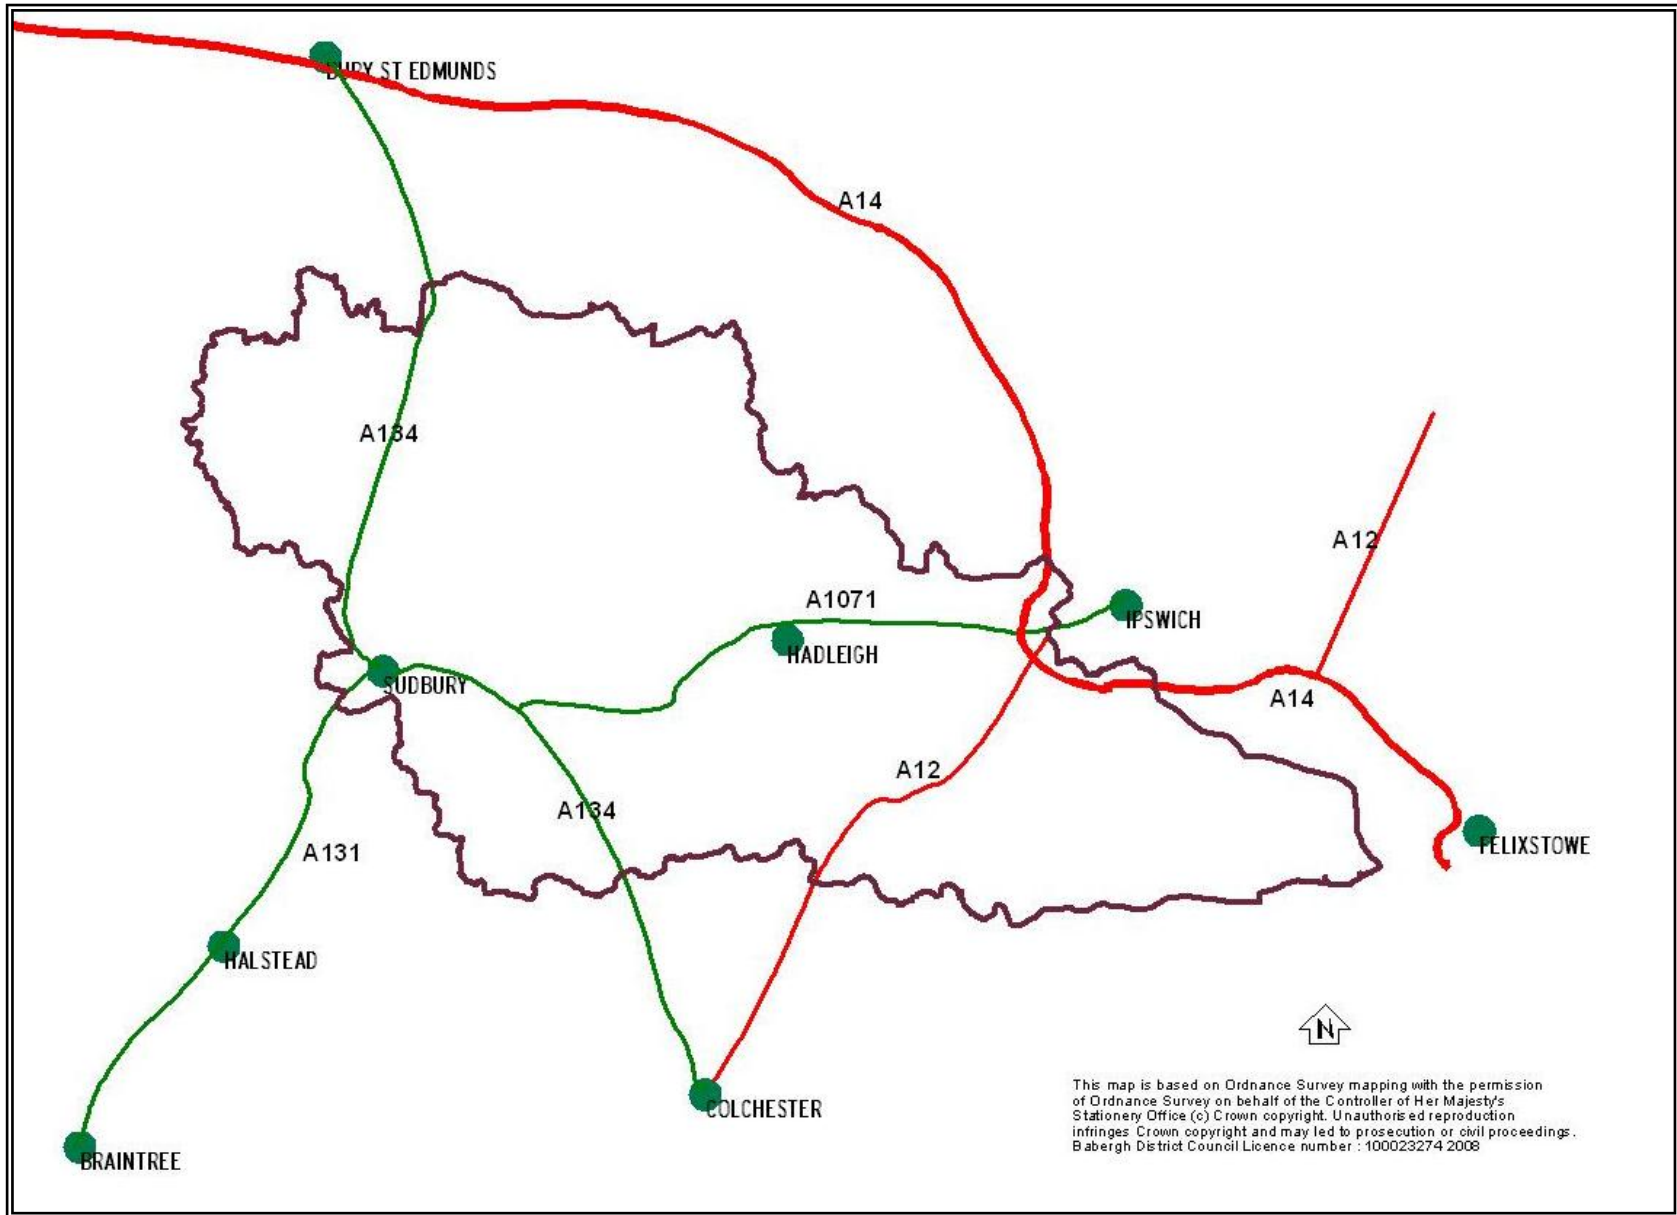 BURY ST EDMUNDS
A14
A134
A12
A1071
IPSWICH
HADLEIGH
SUDBURY
A14
A12
A134
FELIXSTOWE
A131
HALSTEAD
N
This map is based on Ordnance Survey mapping with the permission
of Ordnance Survey on behalf of the Controller of Her Majesty's
Stationery Office (c) Crown copyright. Unauthorised reproduction
infringes Crown copyright and may led to prosecution or civil proceedings.
Babergh District Council Licence number : 100023274 2008
COLCHESTER
BRAINTREE